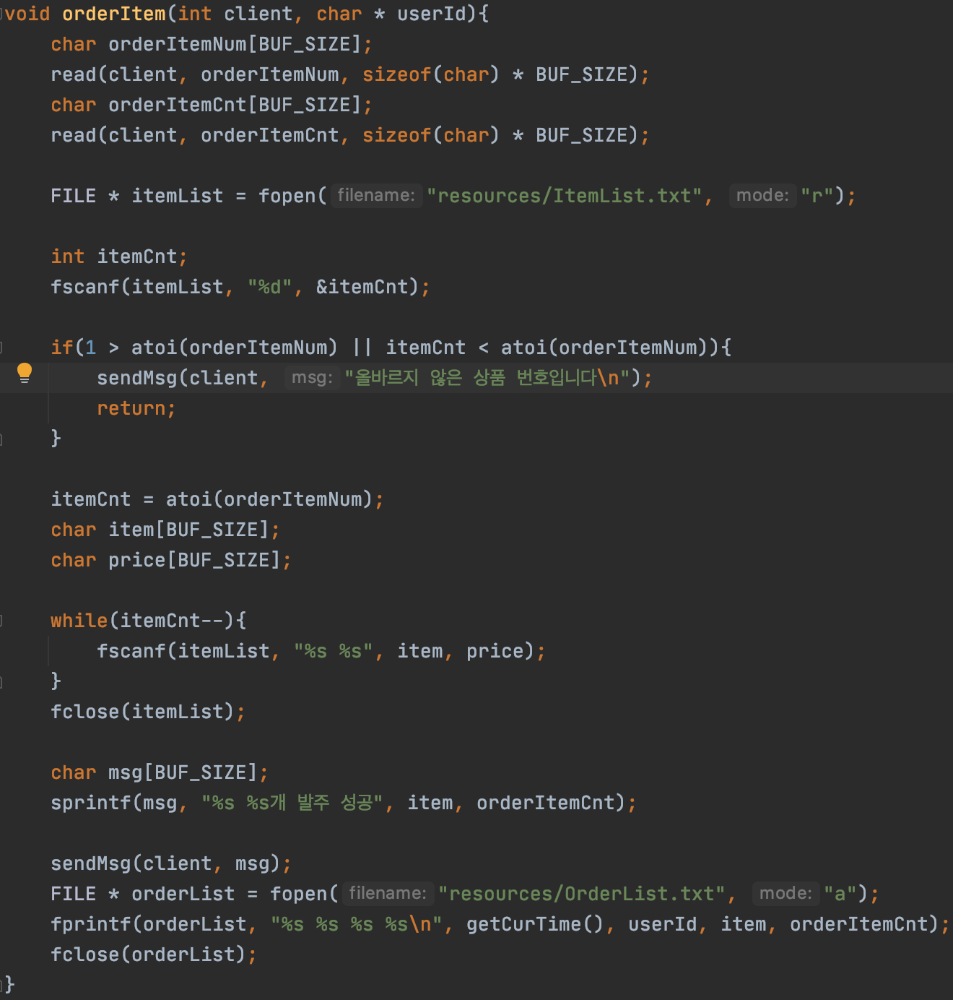 void orderItem(int client, char * userId){
char orderItemNum[BUF_SIZE];
read(client, orderItemNum, sizeof(char) * BUF_SIZE);
char orderItemCnt[BUF_SIZE];
read(client, orderItemCnt, sizeof(char) * BUF_SIZE);
FILE * itemList = fopen( filename: "resources/ItemList.txt", mode: "r");
int itemCnt;
fscanf(itemList, "%d", &itemCnt);
if(1 > atoi(orderItemNum) || itemCnt < atoi(orderItemNum)){
sendMsg(client, msg: "올바르지 않은 상품 번호입니다\n");
return;
}
itemCnt = atoi(orderItemNum);
char item[BUF_SIZE];
char price[BUF_SIZE];
while(itemCnt--){
fscanf(itemList, "%s %s", item, price);
}
fclose(itemList);
char msg[BUF_SIZE];
sprintf(msg, "%s %s개 발주 성공", item, orderItemCnt);
sendMsg(client, msg);
FILE * orderList = fopen( filename: "resources/OrderList.txt", mode: "a");
fprintf(orderList, "%s %s %s %s\n", getCurTime(), userId, item, orderItemCnt);
fclose(orderList);
}